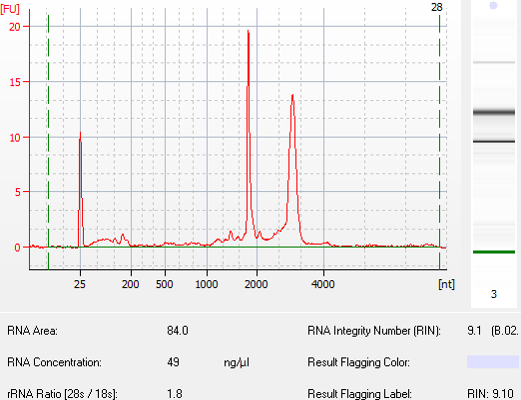 [FU]
28
20
15
10
5
0
25 200 500 1000 2000 4000 [nt]
3
RNA Area: 84.0 RNA Integrity Number (RIN): 9.1 (B.02.
RNA Concentration: 49 ng/µl Result Flagging Color:
rRNA Ratio [28s / 18s]: 1.8 Result Flagging Label: RIN: 9.10